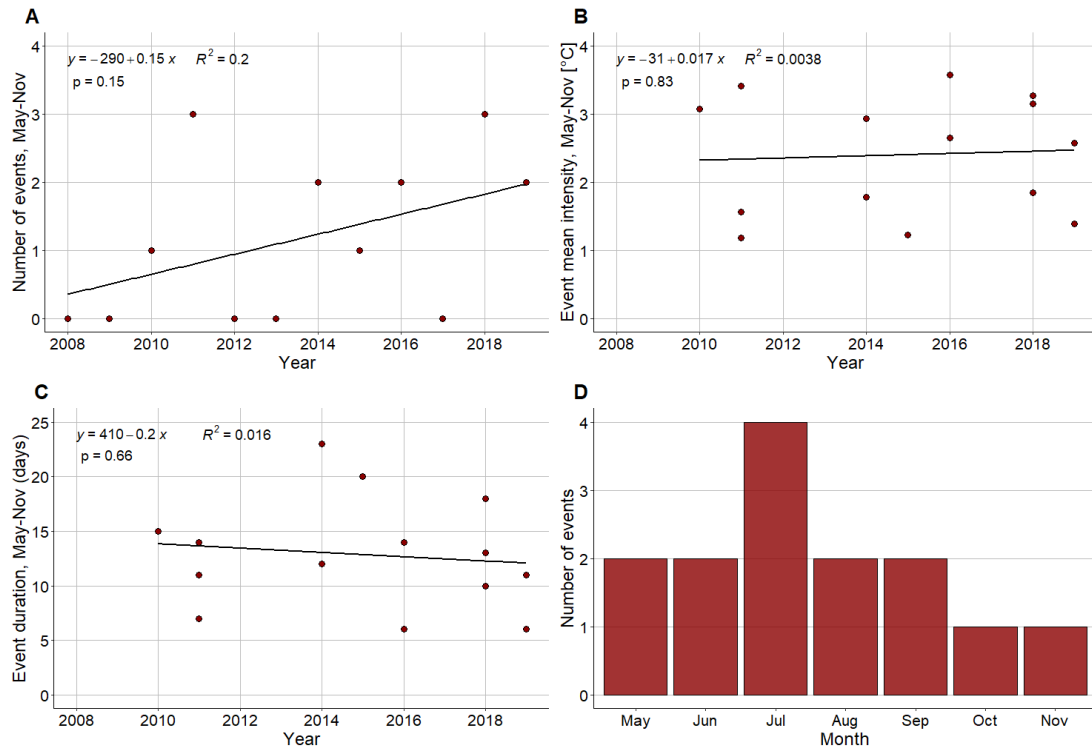 A
y = −290 + 0.15 x R² = 0.2
p = 0.15
Number of events, May-Nov
4
3
2
1
0
2008 2010 2012 2014 2016 2018
Year
B
y = −31 + 0.017 x R² = 0.0038
p = 0.83
Event mean intensity, May-Nov [°C]
4
3
2
1
0
2008 2010 2012 2014 2016 2018
Year
C
y = 410 − 0.2 x R² = 0.016
p = 0.66
Event duration, May-Nov (days)
25
20
15
10
5
0
2008 2010 2012 2014 2016 2018
Year
D
Number of events
4
3
2
1
0
May Jun Jul Aug Sep Oct Nov
Month